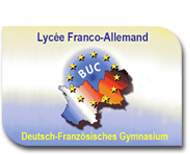 Lycée Franco-Allemand
BUC
Deutsch-Französisches Gymnasium